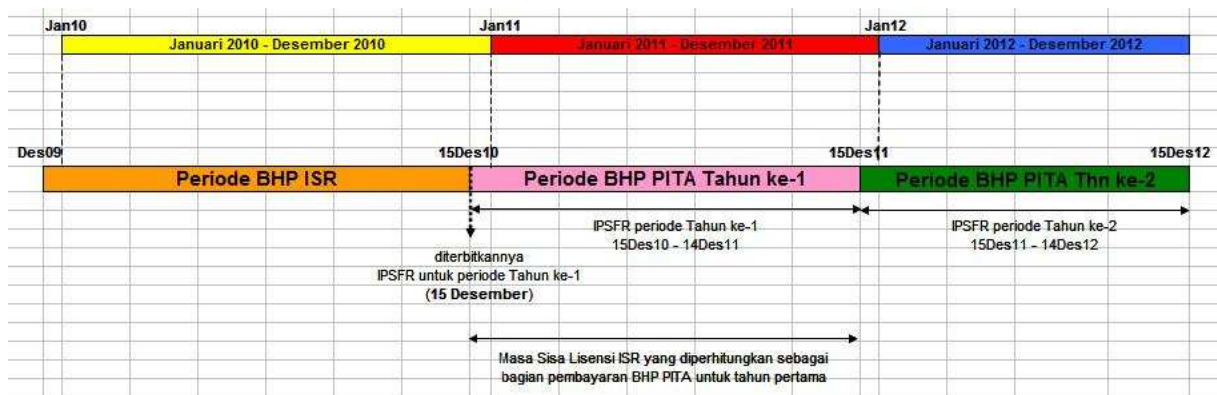 Jan10 Jan11 Jan12
Januari 2010 - Desember 2010 Januari 2011 - Desember 2011 Januari 2012 - Desember 2012
Des09 15Des10 15Des11 15Des12
Periode BHP ISR Periode BHP PITA Tahun ke-1 Periode BHP PITA Thn ke-2
IPSFR periode Tahun ke-1 IPSFR periode Tahun ke-2
15Des10 - 14Des11 15Des11 - 14Des12
diterbitkannya
IPSFR untuk periode Tahun ke-1
(15 Desember)
Masa Sisa Lisensi ISR yang diperhitungkan sebagai
bagian pembayaran BHP PITA untuk tahun pertama